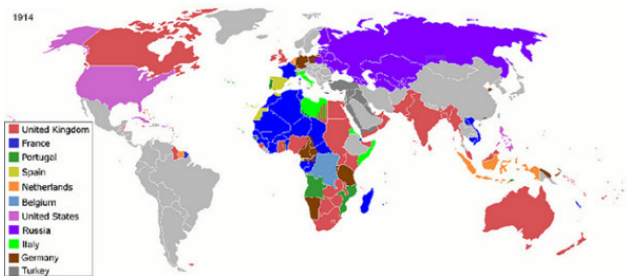 1914
United Kingdom
France
Portugal
Spain
Netherlands
Belgium
United States
Russia
Italy
Germany
Turkey